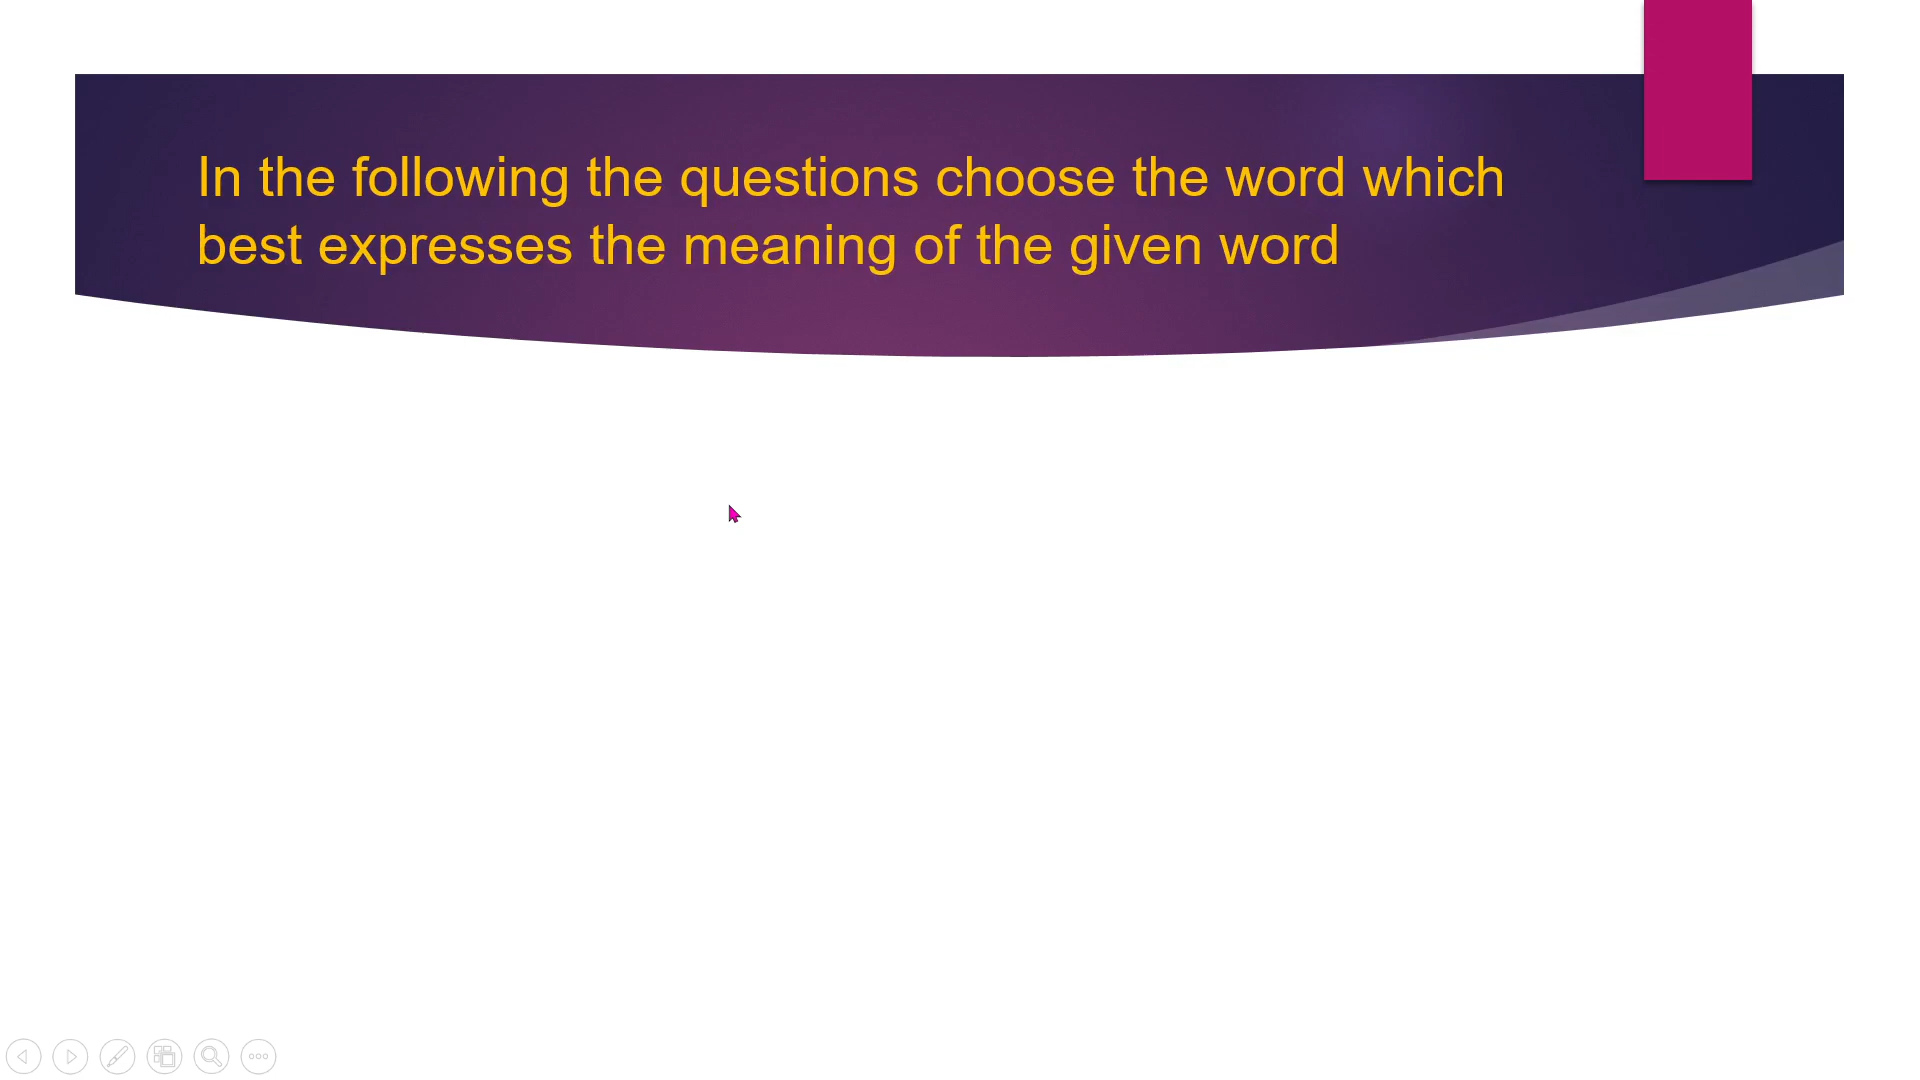 In the following the questions choose the word which
best expresses the meaning of the given word